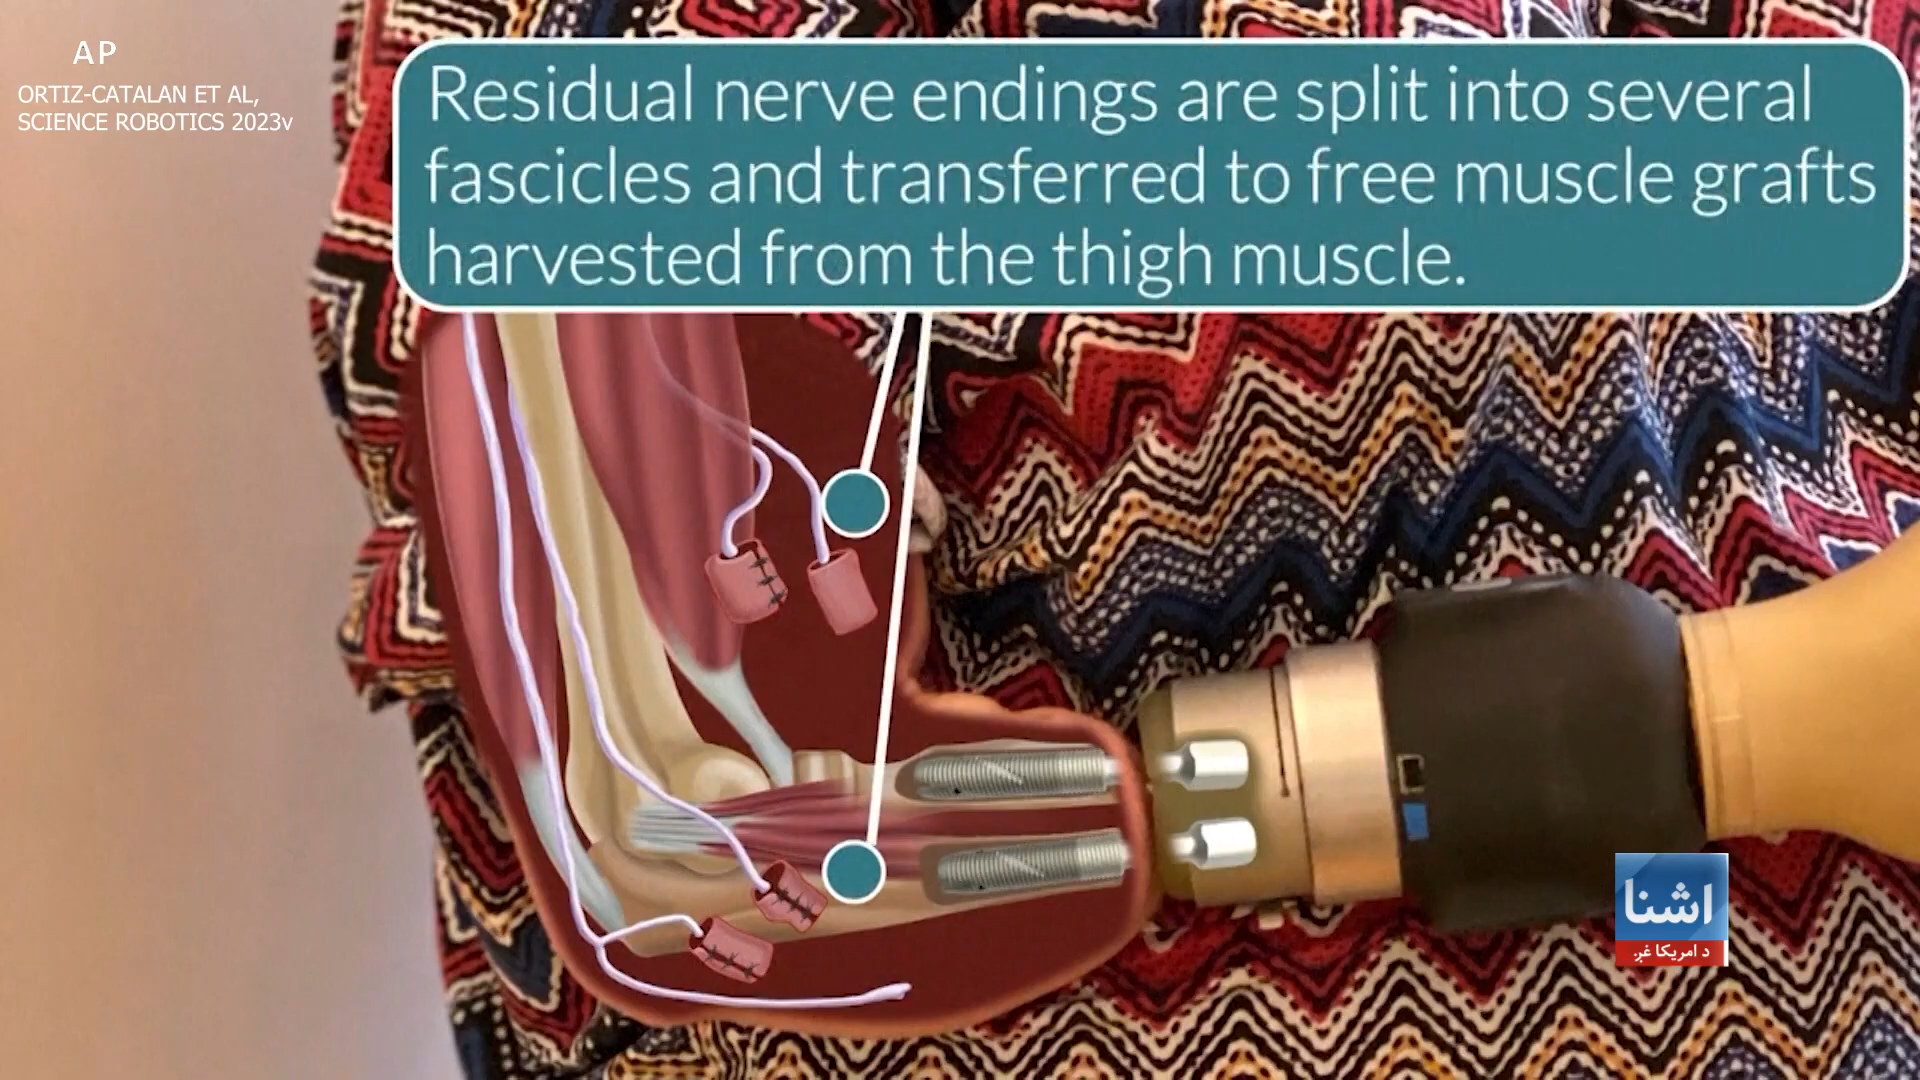 AP
ORTIZ-CATALAN ET AL,
SCIENCE ROBOTICS 2023v
Residual nerve endings are split into several
fascicles and transferred to free muscle grafts
harvested from the thigh muscle.
اشنا
د امریکا غږ